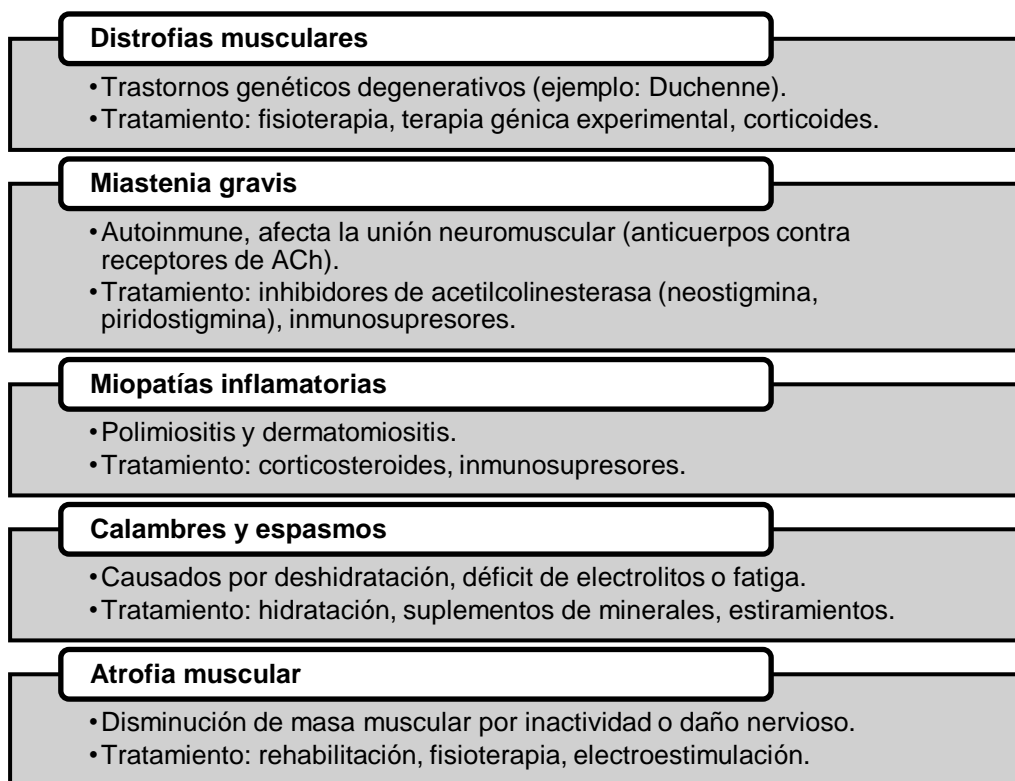 Distrofias musculares
•Trastornos genéticos degenerativos (ejemplo: Duchenne).
•Tratamiento: fisioterapia, terapia génica experimental, corticoides.
Miastenia gravis
•Autoinmune, afecta la unión neuromuscular (anticuerpos contra
receptores de ACh).
•Tratamiento: inhibidores de acetilcolinesterasa (neostigmina,
piridostigmina), inmunosupresores.
Miopatías inflamatorias
•Polimiositis y dermatomiositis.
•Tratamiento: corticosteroides, inmunosupresores.
Calambres y espasmos
•Causados por deshidratación, déficit de electrolitos o fatiga.
•Tratamiento: hidratación, suplementos de minerales, estiramientos.
Atrofia muscular
•Disminución de masa muscular por inactividad o daño nervioso.
•Tratamiento: rehabilitación, fisioterapia, electroestimulación.